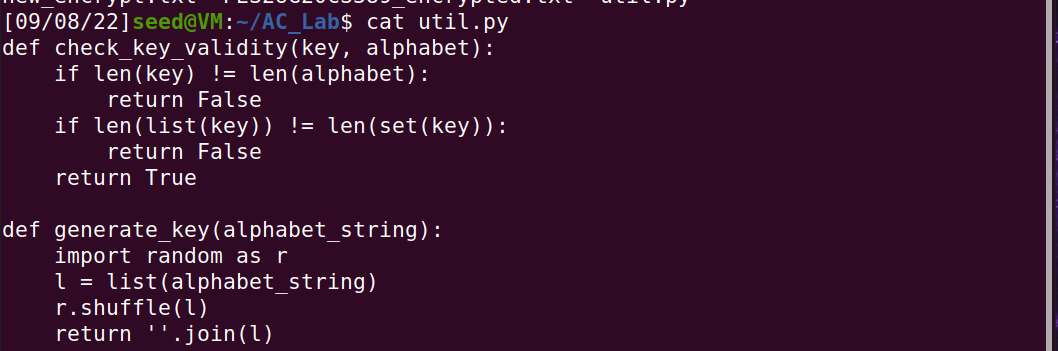 [09/08/22]seed@VM:~/AC_Lab$ cat util.py
def check_key_validity(key, alphabet):
    if len(key) != len(alphabet):
        return False
    if len(list(key)) != len(set(key)):
        return False
    return True

def generate_key(alphabet_string):
    import random as r
    l = list(alphabet_string)
    r.shuffle(l)
    return ''.join(l)